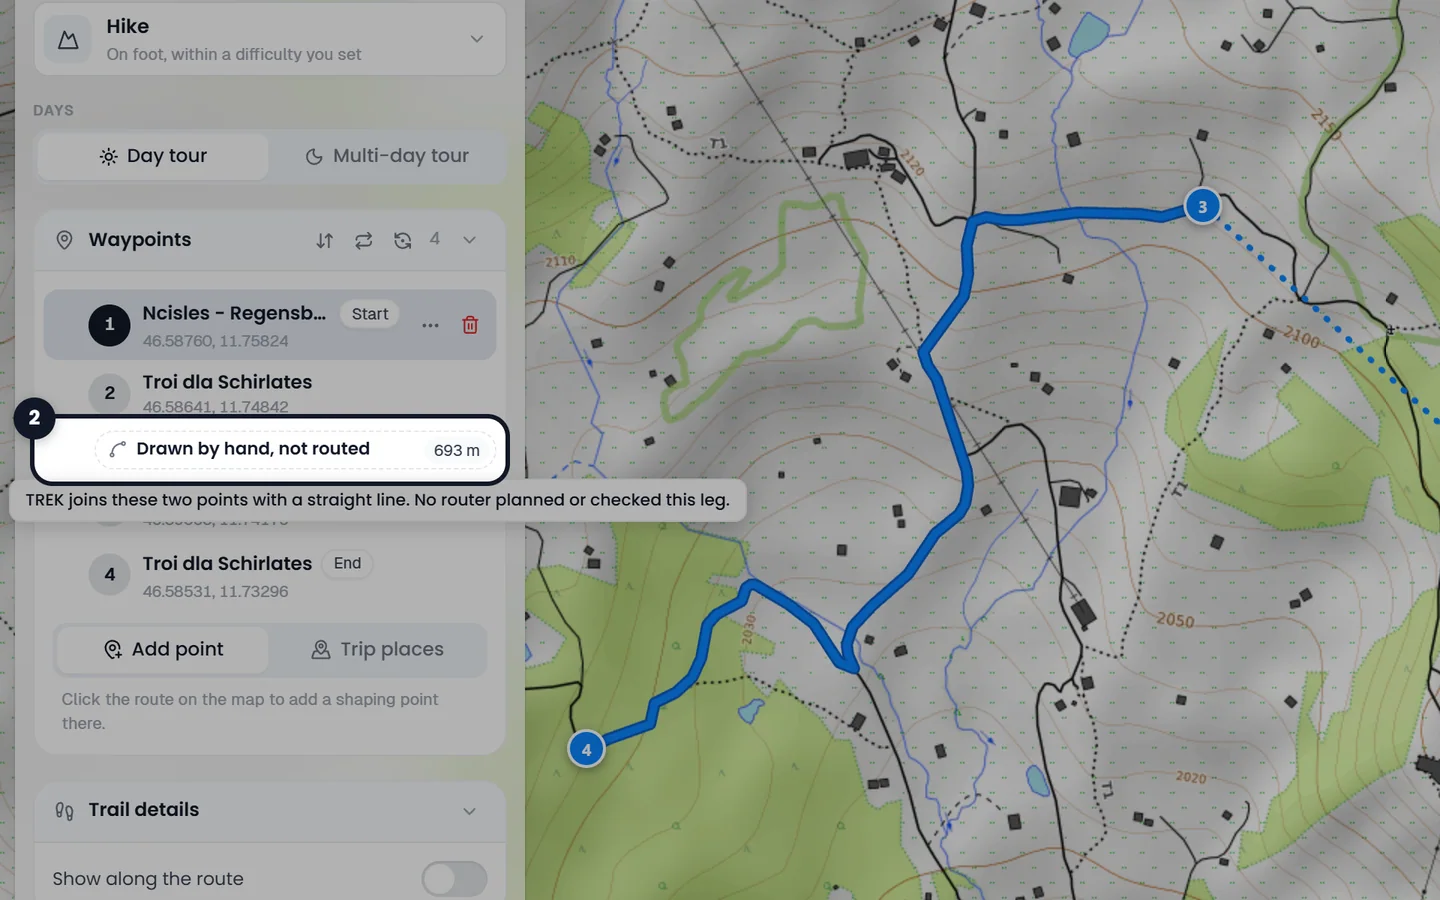 Hike
On foot, within a difficulty you set
DAYS
Day tour
Multi-day tour
Waypoints
4
1
Ncisles - Regensb...
Start
46.58760, 11.75824
2
Troi dla Schirlates
46.58641, 11.74842
2
Drawn by hand, not routed
693 m
TREK joins these two points with a straight line. No router planned or checked this leg.
4
Troi dla Schirlates
End
46.58531, 11.73296
Add point
Trip places
Click the route on the map to add a shaping point
there.
Trail details
Show along the route
T1
2120
2150
2110
3
2100
T1
2030
2050
4
2020
T1